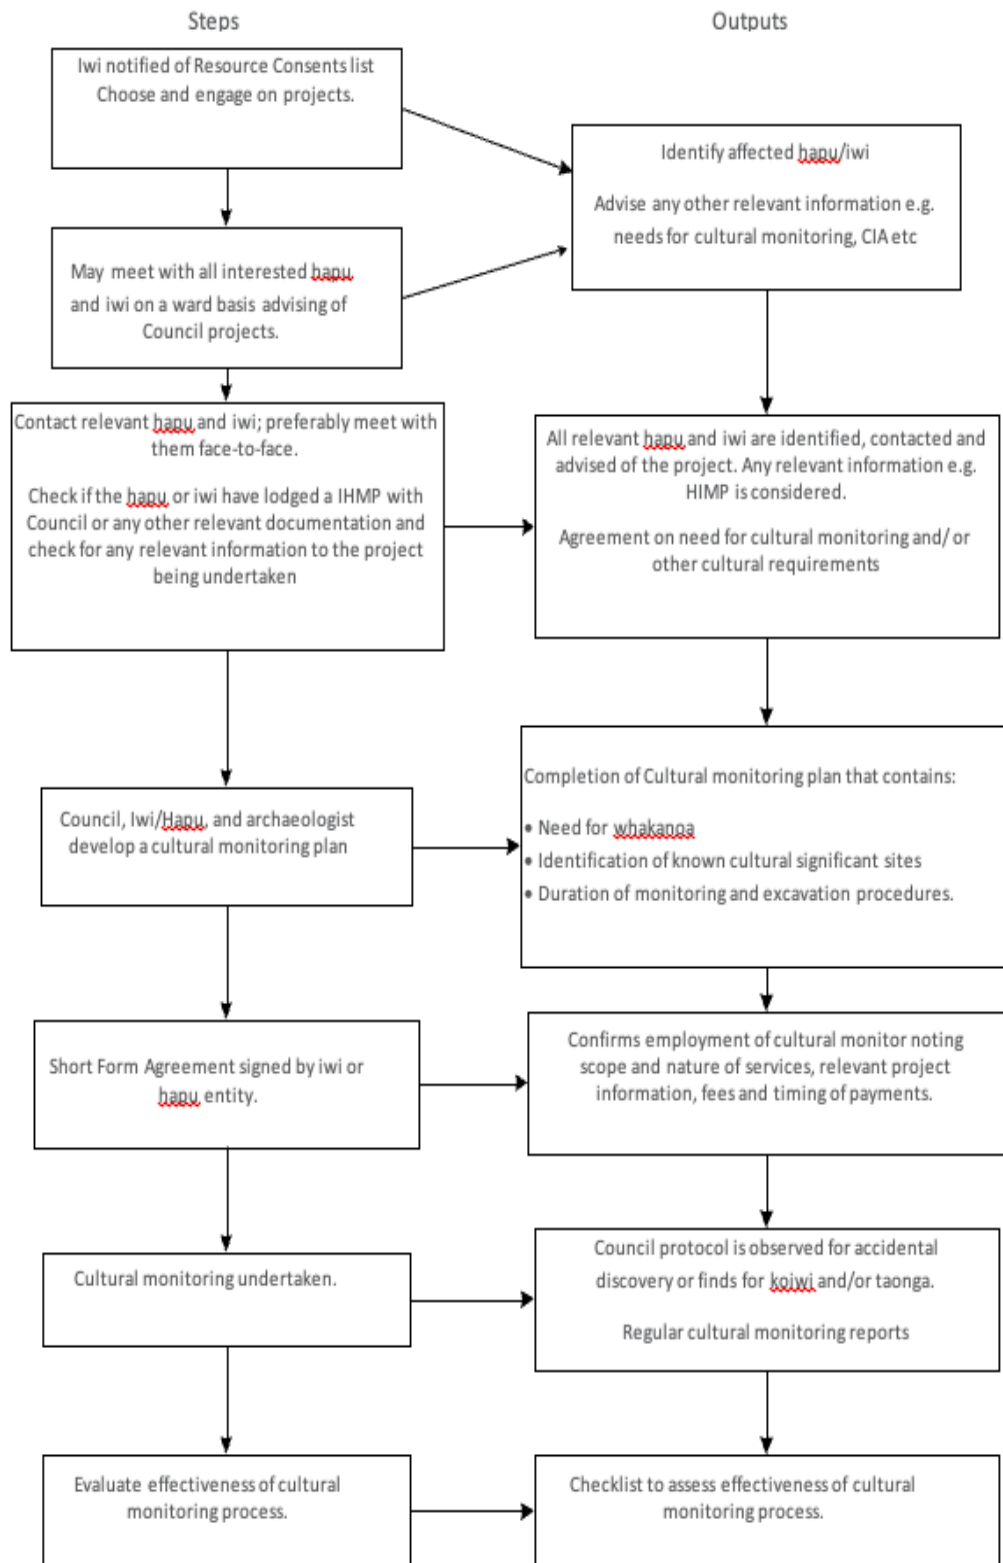 Steps
Outputs
Iwi notified of Resource Consents list
Choose and engage on projects.
Identify affected hapu/iwi
Advise any other relevant information e.g.
needs for cultural monitoring, CIA etc
May meet with all interested hapu
and iwi on a ward basis advising of
Council projects.
Contact relevant hapu and iwi; preferably meet with
them face-to-face.
Check if the hapu or iwi have lodged a IHMP with
Council or any other relevant documentation and
check for any relevant information to the project
being undertaken
All relevant hapu and iwi are identified, contacted and
advised of the project. Any relevant information e.g.
HIMP is considered.
Agreement on need for cultural monitoring and/ or
other cultural requirements
Council, Iwi/Hapu, and archaeologist
develop a cultural monitoring plan
Completion of Cultural monitoring plan that contains:
• Need for whakanoa
• Identification of known cultural significant sites
• Duration of monitoring and excavation procedures.
Short Form Agreement signed by iwi or
hapu entity.
Confirms employment of cultural monitor noting
scope and nature of services, relevant project
information, fees and timing of payments.
Cultural monitoring undertaken.
Council protocol is observed for accidental
discovery or finds for koiwi and/or taonga.
Regular cultural monitoring reports
Evaluate effectiveness of cultural
monitoring process.
Checklist to assess effectiveness of cultural
monitoring process.